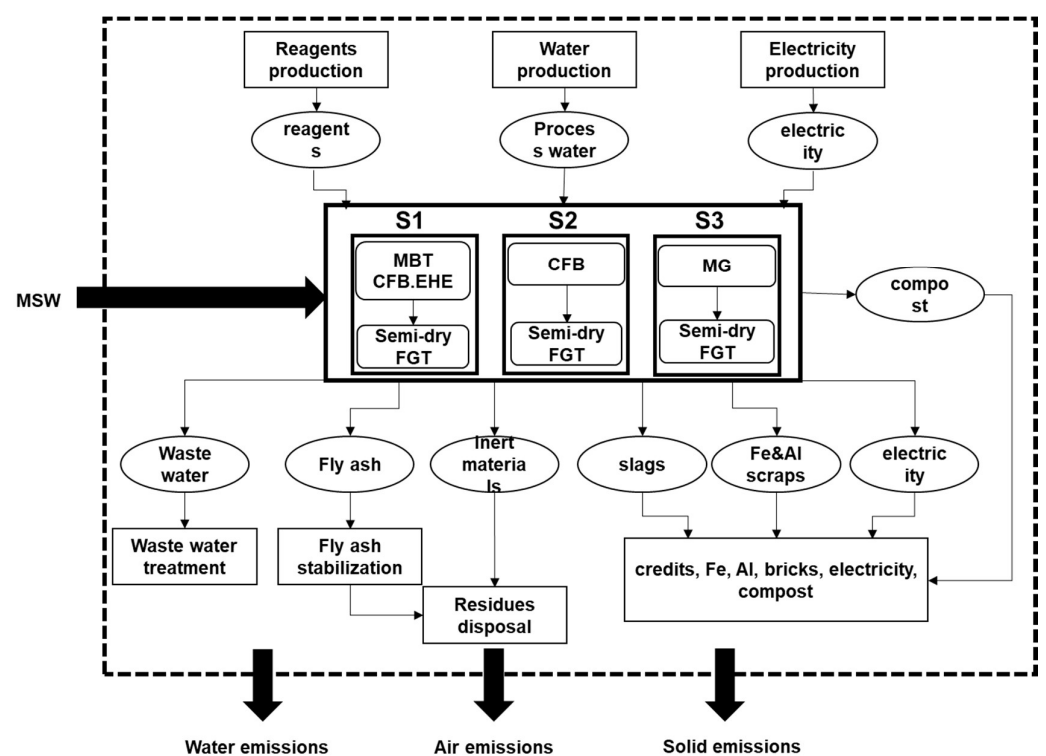 Reagents
production
Water
production
Electricity
production
reagent
s
Proces
s water
electric
ity
S1
S2
S3
MBT
CFB.EHE
CFB
MG
MSW
compo
st
Semi-dry
FGT
Semi-dry
FGT
Semi-dry
FGT
Waste
water
Fly ash
Inert
materia
ls
slags
Fe&Al
scraps
electric
ity
Waste water
treatment
Fly ash
stabilization
credits, Fe, Al, bricks, electricity,
compost
Residues
disposal
Water emissions
Air emissions
Solid emissions